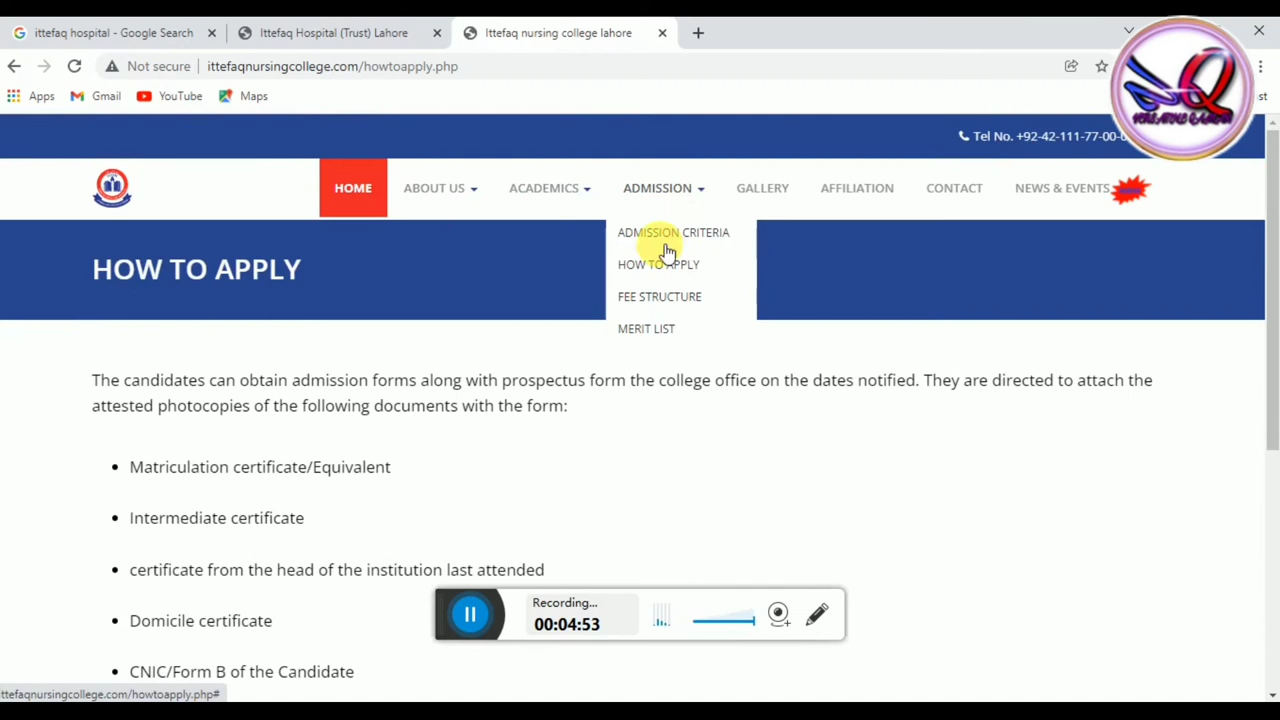 ittefaq hospital - Google Search
Ittefaq Hospital (Trust) Lahore
Ittefaq nursing college lahore
Not secure
ittefaqnursingcollege.com/howtoapply.php
Apps
Gmail
YouTube
Maps
st
Tel No. +92-42-111-77-00-
HOME
ABOUT US
ACADEMICS
ADMISSION
GALLERY
AFFILIATION
CONTACT
NEWS & EVENTS
ADMISSION CRITERIA
HOW TO APPLY
FEE STRUCTURE
MERIT LIST
HOW TO APPLY
The candidates can obtain admission forms along with prospectus form the college office on the dates notified. They are directed to attach the
attested photocopies of the following documents with the form:
Matriculation certificate/Equivalent
Intermediate certificate
certificate from the head of the institution last attended
Domicile certificate
CNIC/Form B of the Candidate
Recording...
00:04:53
ttefaqnursingcollege.com/howtoapply.php#